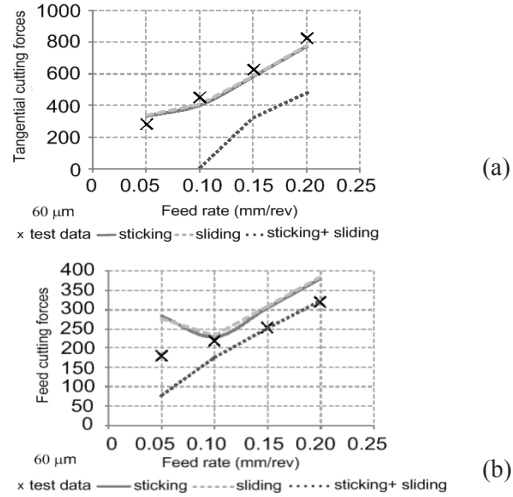 Tangential cutting forces
1000
800
600
400
200
0
0 0.05 0.10 0.15 0.20 0.25
Feed rate (mm/rev)
60 µm
x test data sticking sliding sticking+ sliding
(a)
Feed cutting forces
400
350
300
250
200
150
100
50
0
0 0.05 0.10 0.15 0.20 0.25
Feed rate (mm/rev)
60 µm
x test data sticking sliding sticking+ sliding
(b)